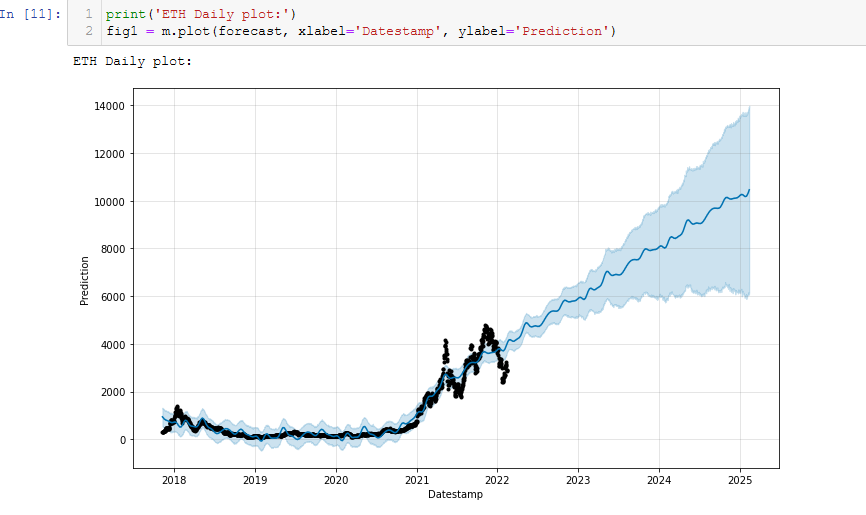 In [11]:
1 print('ETH Daily plot:')
2 fig1 = m.plot(forecast, xlabel='Datestamp', ylabel='Prediction')
ETH Daily plot:
14000
12000
10000
8000
6000
4000
2000
0
Prediction
2018 2019 2020 2021 2022 2023 2024 2025
Datestamp